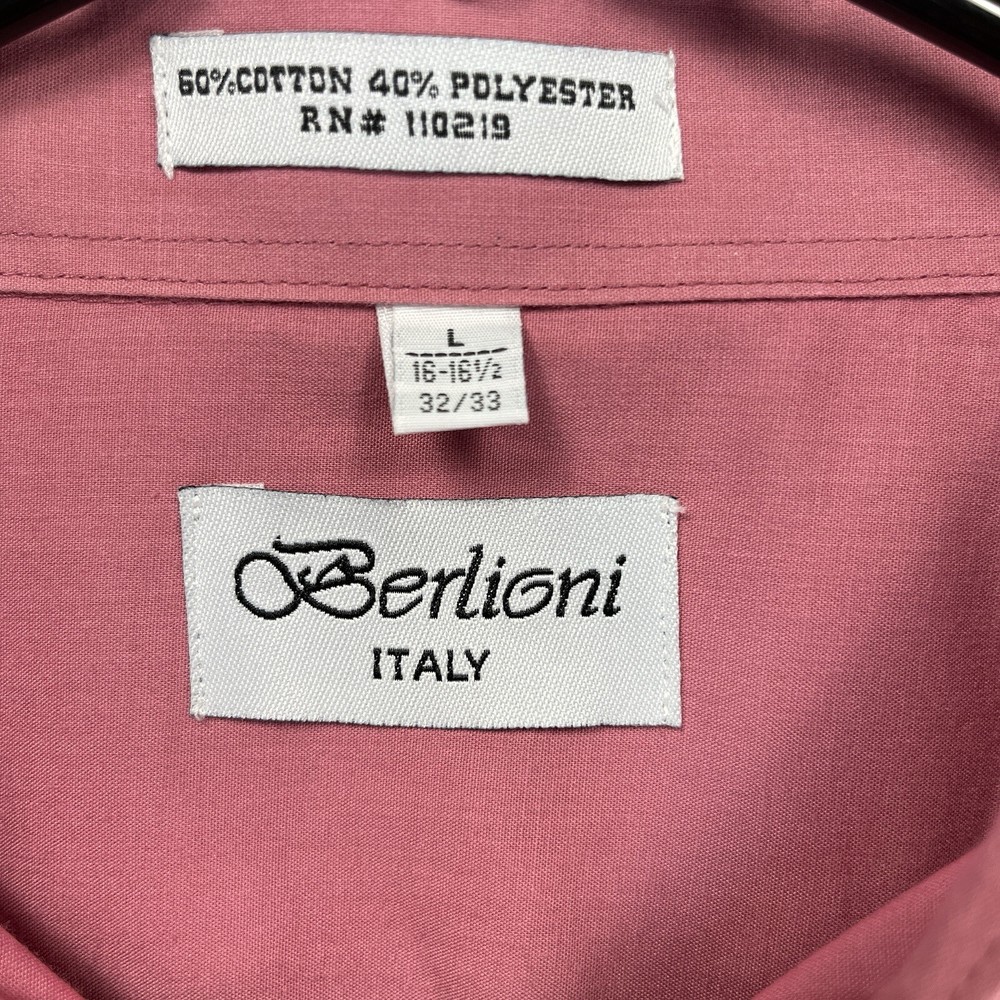 60%COTTON 40% POLYESTER
RN# 110219
L
16-16½
32/33
Berlioni
ITALY